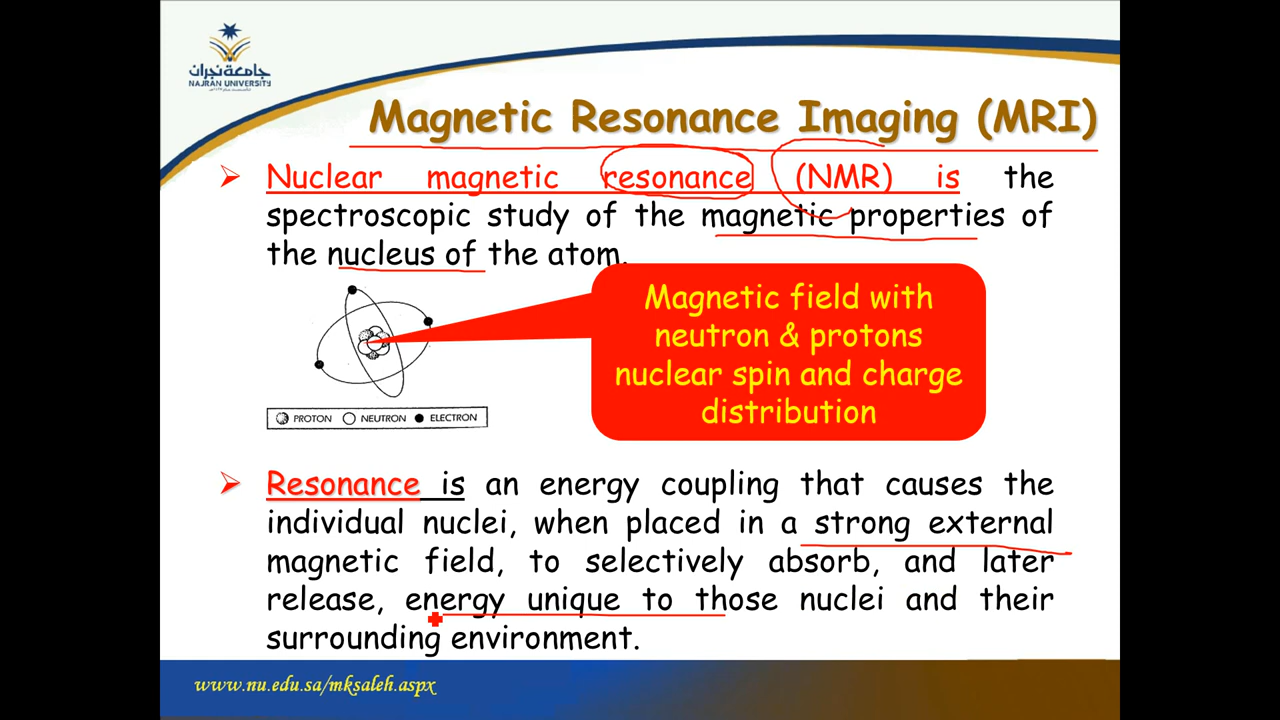 جامعة نجران
NAJRAN UNIVERSITY
Magnetic Resonance Imaging (MRI)
Nuclear magnetic resonance (NMR) is the
spectroscopic study of the magnetic properties of
the nucleus of the atom.
Magnetic field with
neutron & protons
nuclear spin and charge
distribution
PROTON NEUTRON ELECTRON
Resonance is an energy coupling that causes the
individual nuclei, when placed in a strong external
magnetic field, to selectively absorb, and later
release, energy unique to those nuclei and their
surrounding environment.
www.nu.edu.sa/mksaleh.aspx